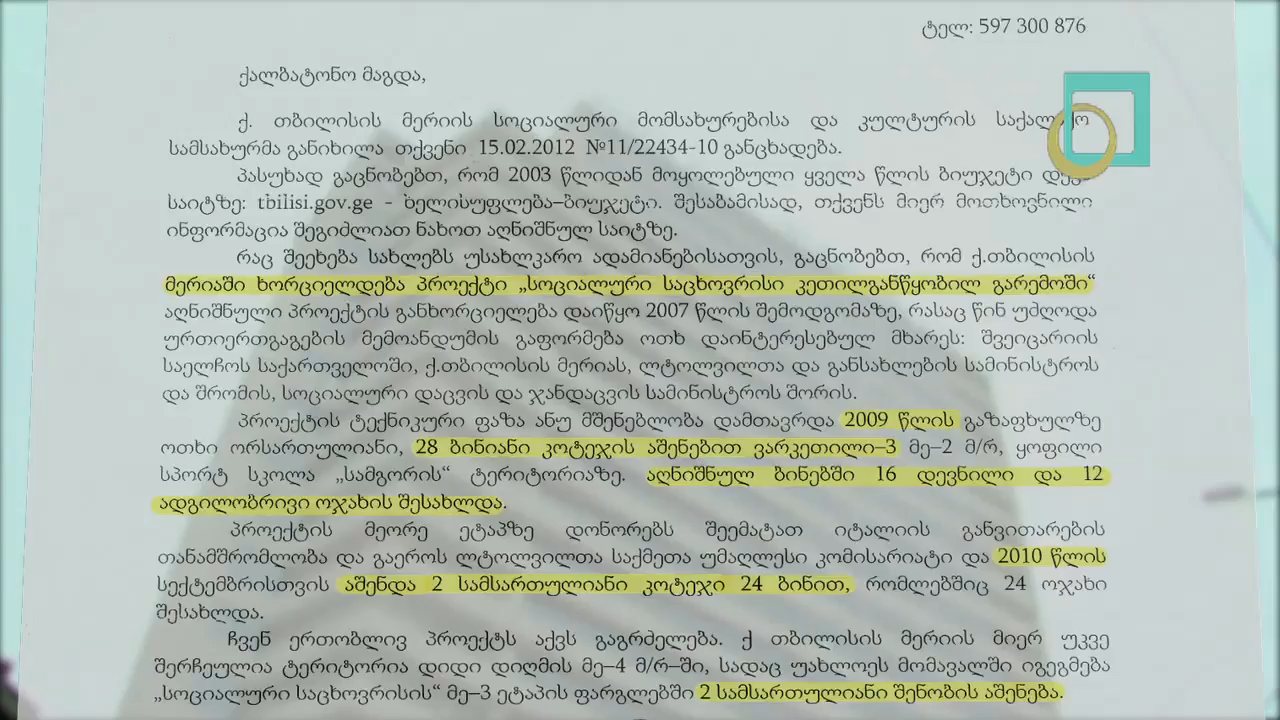 ტელ: 597 300 876
ქალბატონო მაგდა,
ქ. თბილისის მერიის სოციალური მომსახურებისა და კულტურის
სამსახურმა განიხილა თქვენი 15.02.2012 №11/22434-10 განცხადება.
პასუხად გაცნობებთ, რომ 2003 წლიდან მოყოლებული ყველა წლის ბიუჯეტი
საიტზე: tbilisi.gov.ge - ხელისუფლება–ბიუჯეტი. შესაბამისად, თქვენს მიერ მოთხოვნილი
ინფორმაცია შეგიძლიათ ნახოთ აღნიშნულ საიტზე.
რაც შეეხება სახლებს უსახლკარო ადამიანებისათვის, გაცნობებთ, რომ ქ.თბილისის
მერიაში ხორციელდება პროექტი „სოციალური საცხოვრისი კეთილგანწყობილ გარემოში“
აღნიშნული პროექტის განხორციელება დაიწყო 2007 წლის შემოდგომაზე, რასაც წინ უძღოდა
ურთიერთგაგების მემოანდუმის გაფორმება ოთხ დაინტერესებულ მხარეს: შვეიცარიის
საელჩოს საქართველოში, ქ.თბილისის მერიას, ლტოლვილთა და განსახლების სამინისტროს
და შრომის, სოციალური დაცვის და ჯანდაცვის სამინისტროს შორის.
პროექტის ტექნიკური ფაზა ანუ მშენებლობა დამთავრდა 2009 წლის გაზაფხულზე
ოთხი ორსართულიანი, 28 ბინიანი კოტეჯის აშენებით ვარკეთილი–3 მე–2 მ/რ, ყოფილი
სპორტ სკოლა „სამგორის“ ტერიტორიაზე. აღნიშნულ ბინებში 16 დევნილი და 12
ადგილობრივი ოჯახის შესახლდა.
პროექტის მეორე ეტაპზე დონორებს შეემატათ იტალიის განვითარების
თანამშრომლობა და გაეროს ლტოლვილთა საქმეთა უმაღლესი კომისარიატი და 2010 წლის
სექტემბრისთვის აშენდა 2 სამსართულიანი კოტეჯი 24 ბინით, რომლებშიც 24 ოჯახი
შესახლდა.
ჩვენ ერთობლივ პროექტს აქვს გაგრძელება. ქ თბილისის მერიის მიერ უკვე
შერჩეულია ტერიტორია დიდი დიღმის მე–4 მ/რ–ში, სადაც უახლოეს მომავალში იგეგმება
„სოციალური საცხოვრისის“ მე–3 ეტაპის ფარგლებში 2 სამსართულიანი შენობის აშენება.